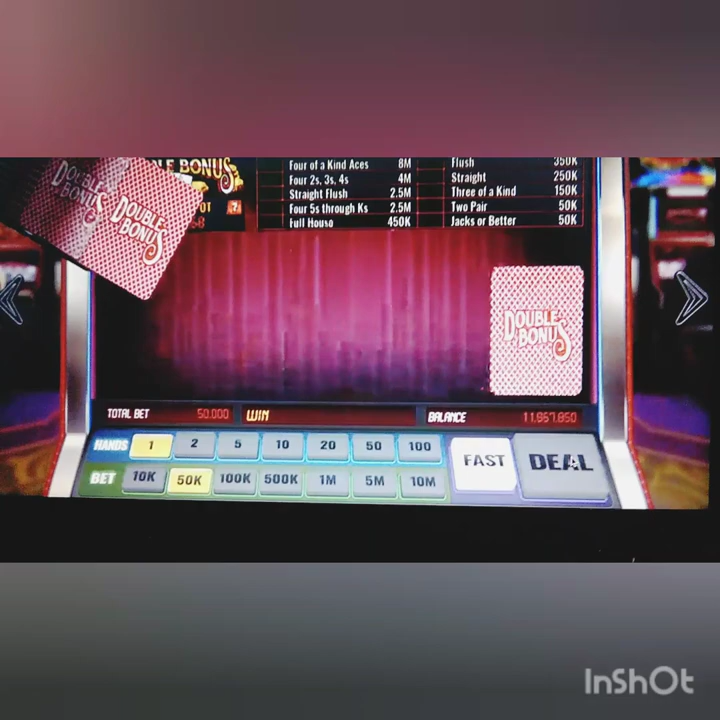 LE BONUS
DOUBLE BONUS
DOUBLE BONUS
Four of a Kind Aces 8M
Four 2s, 3s, 4s 4M
Straight Flush 2.5M
Four 5s through Ks 2.5M
Full House 450K
Flush 350K
Straight 250K
Three of a Kind 150K
Two Pair 50K
Jacks or Better 50K
DOUBLE BONUS
TOTAL BET 50.000 WIN BALANCE 11.867.850
HANDS 1 2 5 10 20 50 100
BET 10K 50K 100K 500K 1M 5M 10M
FAST DEAL
InShOt